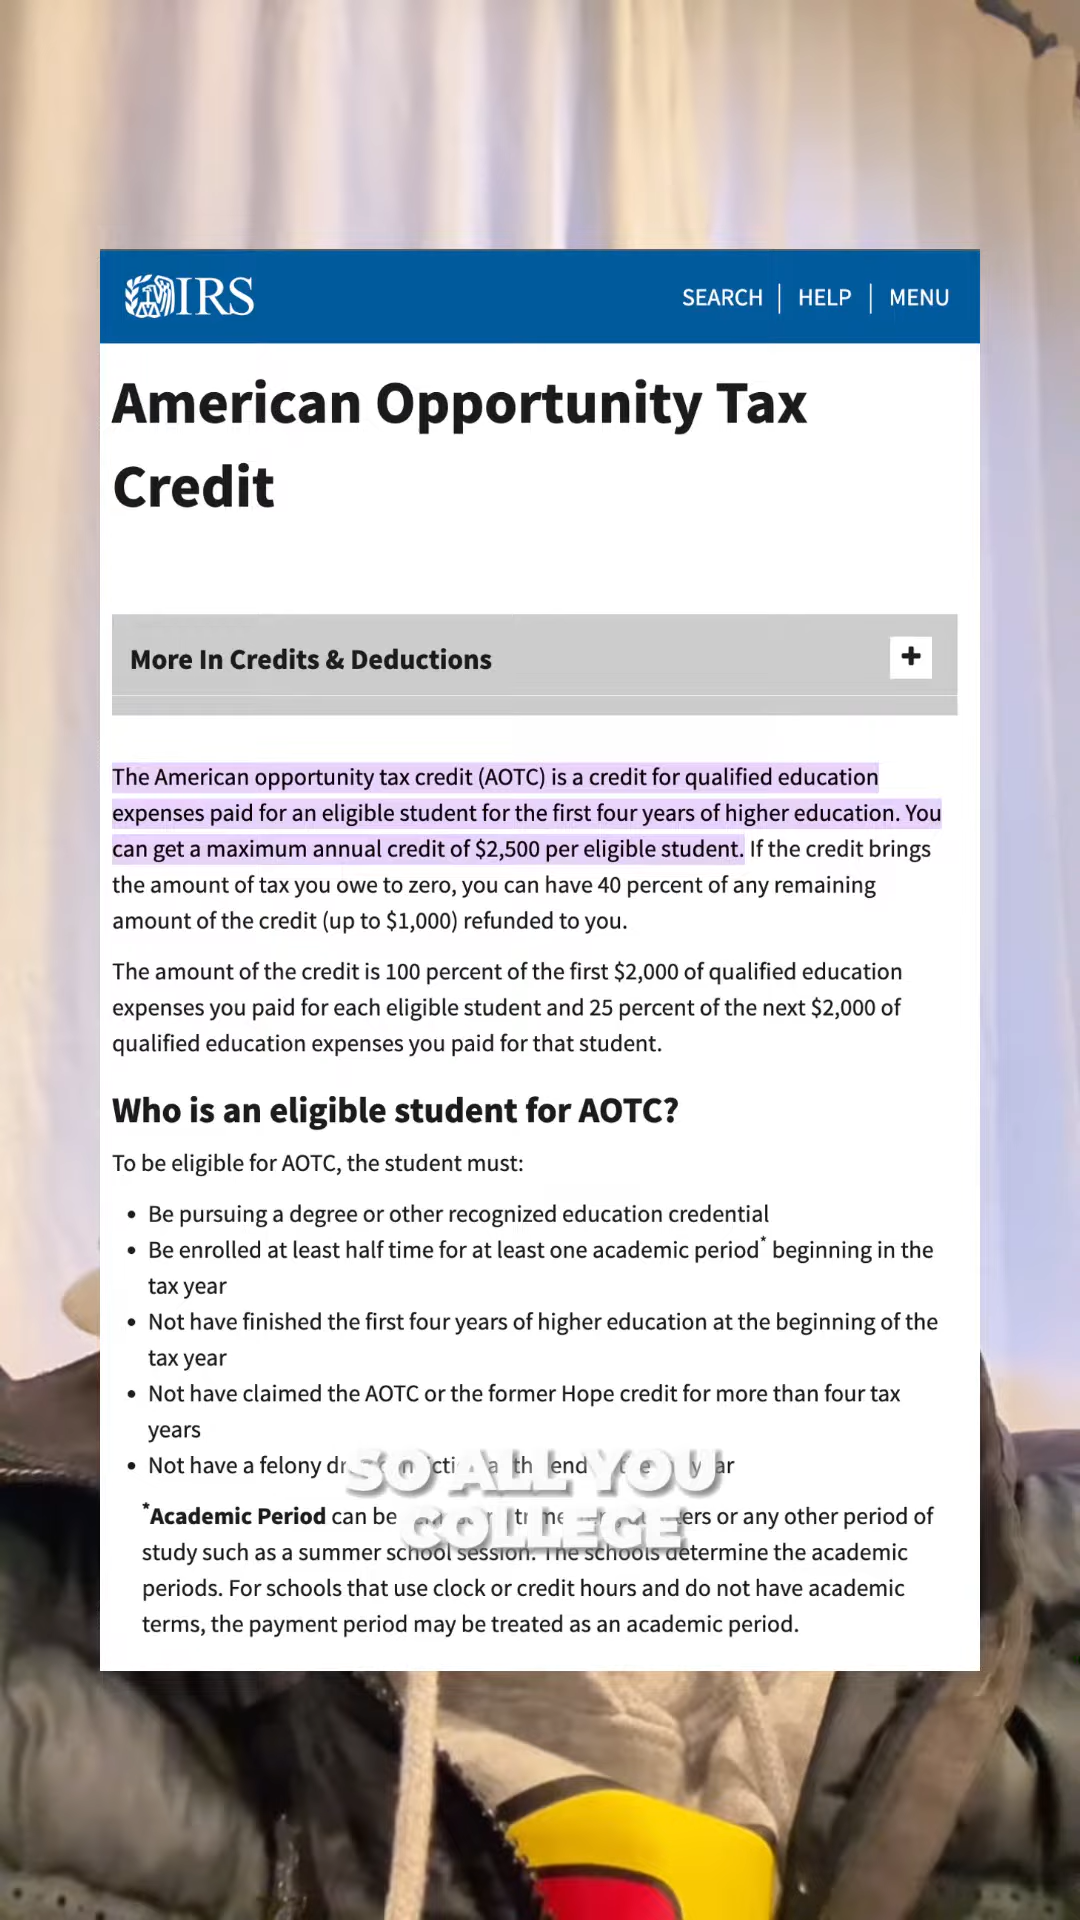 IRS
SEARCH | HELP | MENU
American Opportunity Tax
Credit
More In Credits & Deductions
The American opportunity tax credit (AOTC) is a credit for qualified education
expenses paid for an eligible student for the first four years of higher education. You
can get a maximum annual credit of $2,500 per eligible student. If the credit brings
the amount of tax you owe to zero, you can have 40 percent of any remaining
amount of the credit (up to $1,000) refunded to you.
The amount of the credit is 100 percent of the first $2,000 of qualified education
expenses you paid for each eligible student and 25 percent of the next $2,000 of
qualified education expenses you paid for that student.
Who is an eligible student for AOTC?
To be eligible for AOTC, the student must:
• Be pursuing a degree or other recognized education credential
• Be enrolled at least half time for at least one academic period* beginning in the
tax year
• Not have finished the first four years of higher education at the beginning of the
tax year
• Not have claimed the AOTC or the former Hope credit for more than four tax
years
• Not have a felony end
SO ALL YOU
*Academic Period can be or any other period of
COLLEGE
study such as a summer school session. The schools determine the academic
periods. For schools that use clock or credit hours and do not have academic
terms, the payment period may be treated as an academic period.